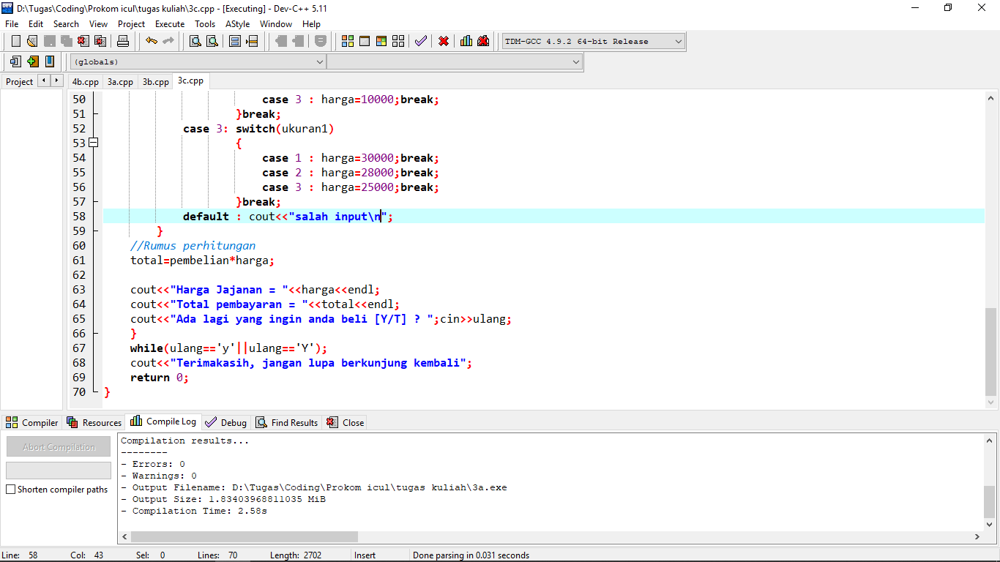 D:\Tugas\Coding\Prokom icul\tugas kuliah\3c.cpp - [Executing] - Dev-C++ 5.11
File Edit Search View Project Execute Tools AStyle Window Help
TDM-GCC 4.9.2 64-bit Release
(globals)
Project 4b.cpp 3a.cpp 3b.cpp 3c.cpp
50 case 3 : harga=10000;break;
51 }break;
52 case 3: switch(ukuran1)
53 {
54 case 1 : harga=30000;break;
55 case 2 : harga=28000;break;
56 case 3 : harga=25000;break;
57 }break;
58 default : cout<<"salah input\n";
59 }
60 //Rumus perhitungan
61 total=pembelian*harga;
62
63 cout<<"Harga Jajanan = "<<harga<<endl;
64 cout<<"Total pembayaran = "<<total<<endl;
65 cout<<"Ada lagi yang ingin anda beli [Y/T] ? ";cin>>ulang;
66 }
67 while(ulang=='y'||ulang=='Y');
68 cout<<"Terimakasih, jangan lupa berkunjung kembali";
69 return 0;
70 }
Compiler Resources Compile Log Debug Find Results Close
Abort Compilation
Shorten compiler paths
Compilation results...
--------
- Errors: 0
- Warnings: 0
- Output Filename: D:\Tugas\Coding\Prokom icul\tugas kuliah\3a.exe
- Output Size: 1.83403968811035 MiB
- Compilation Time: 2.58s
Line: 58 Col: 43 Sel: 0 Lines: 70 Length: 2702 Insert Done parsing in 0.031 seconds